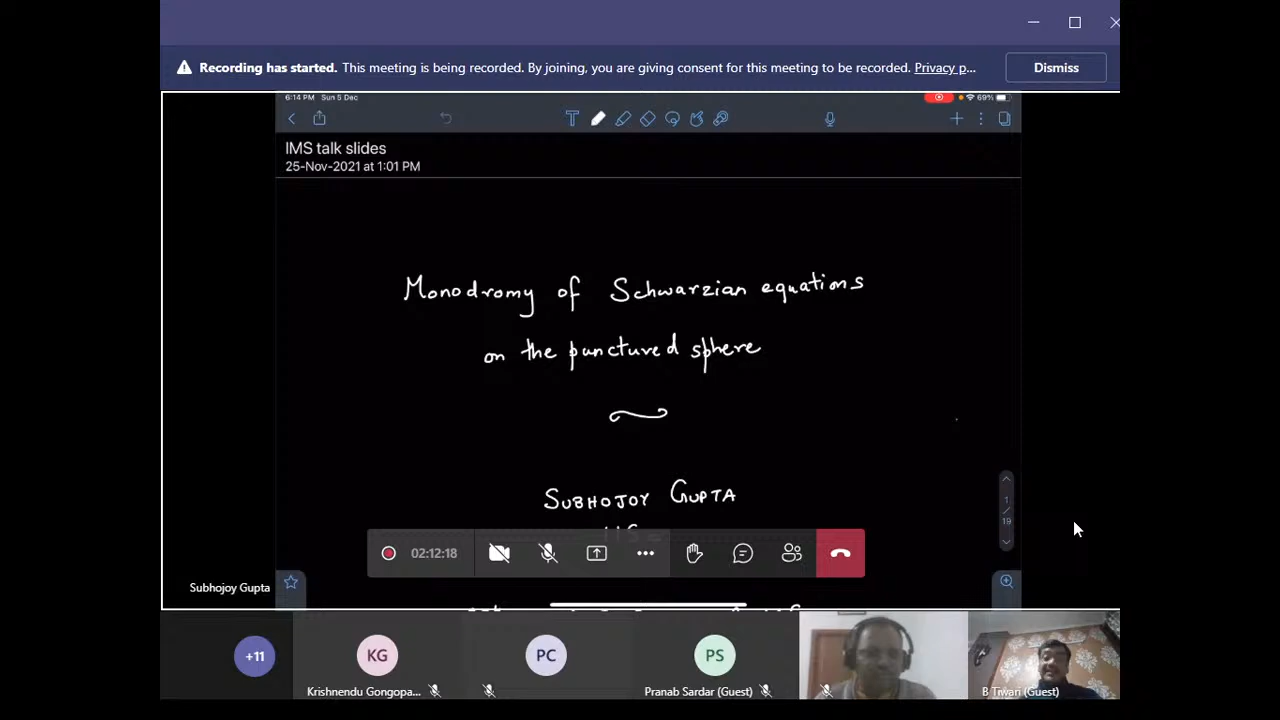 Recording has started. This meeting is being recorded. By joining, you are giving consent for this meeting to be recorded. Privacy p...
Dismiss
6:14 PM Sun 5 Dec
69%
IMS talk slides
25-Nov-2021 at 1:01 PM
Monodromy of Schwarzian equations
on the punctured sphere
SUBHOJOY GUPTA
1
/
19
02:12:18
Subhojoy Gupta
+11
KG
PC
PS
Krishnendu Gongopa...
Pranab Sardar (Guest)
B Tiwari (Guest)